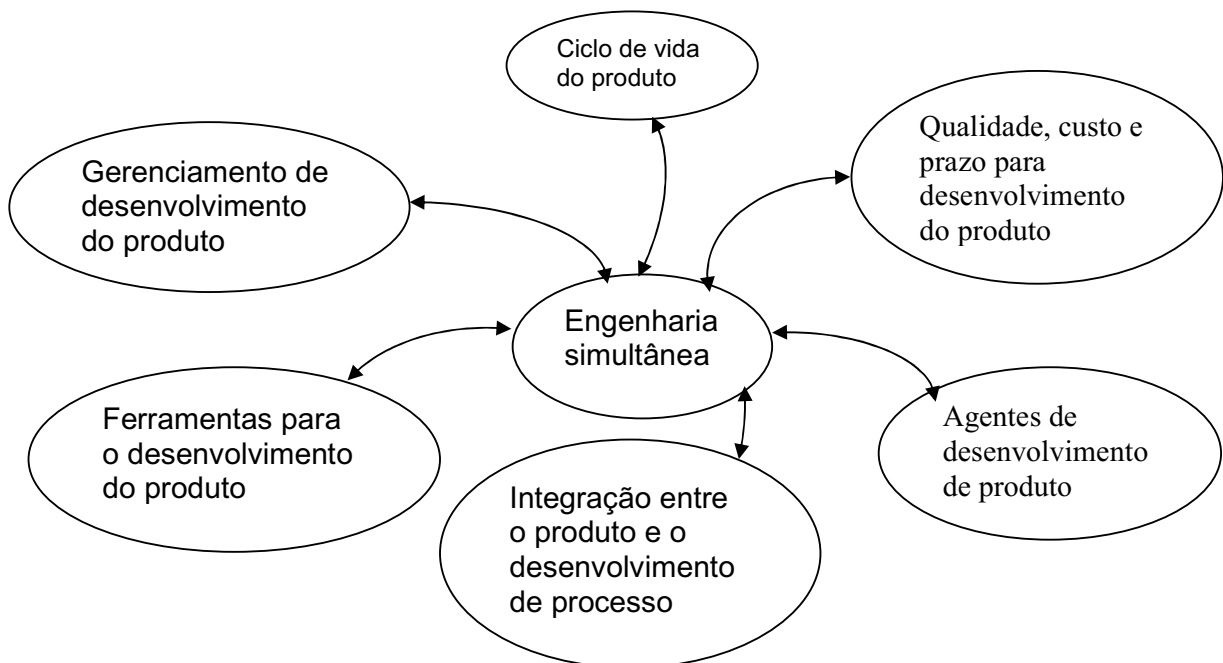 Ciclo de vida
do produto
Qualidade, custo e
prazo para
desenvolvimento
do produto
Gerenciamento de
desenvolvimento
do produto
Engenharia
simultânea
Ferramentas para
o desenvolvimento
do produto
Agentes de
desenvolvimento
de produto
Integração entre
o produto e o
desenvolvimento
de processo